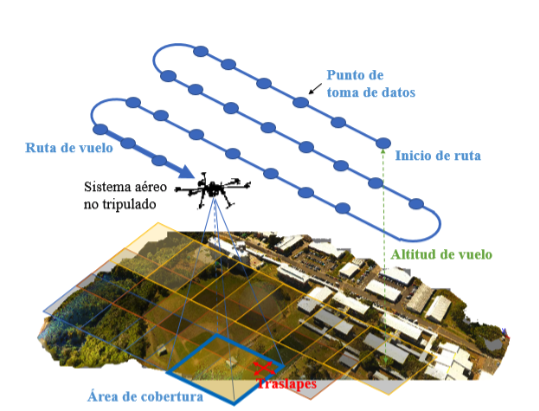 Punto de
toma de datos
Ruta de vuelo
Inicio de ruta
Sistema aéreo
no tripulado
Altitud de vuelo
Traslapes
Área de cobertura